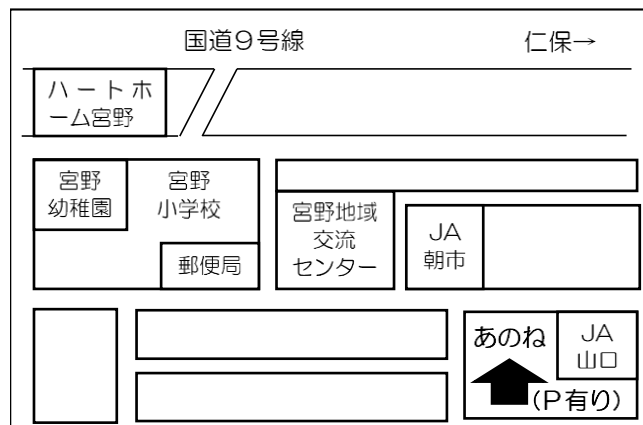 国道9号線
仁保→
ハートホ
ーム宮野
宮野
幼稚園
宮野
小学校
郵便局
宮野地域
交流
センター
JA
朝市
あのね
JA
山口
(P有り)